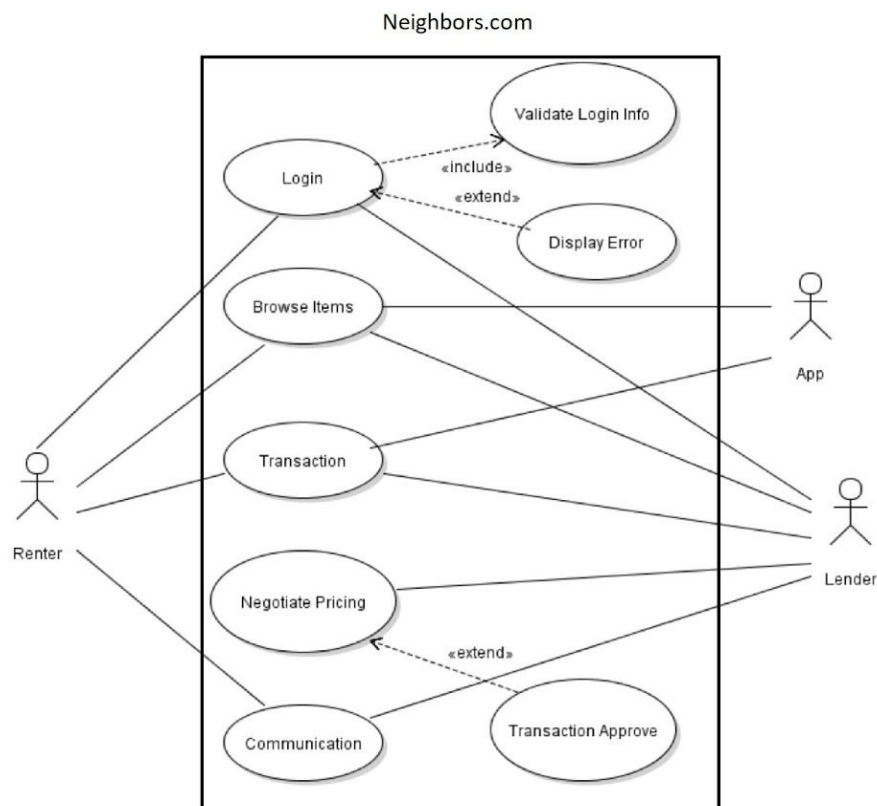 Neighbors.com
Validate Login Info
Login
«include»
«extend»
Display Error
Browse Items
App
Transaction
Renter
Lender
Negotiate Pricing
«extend»
Transaction Approve
Communication